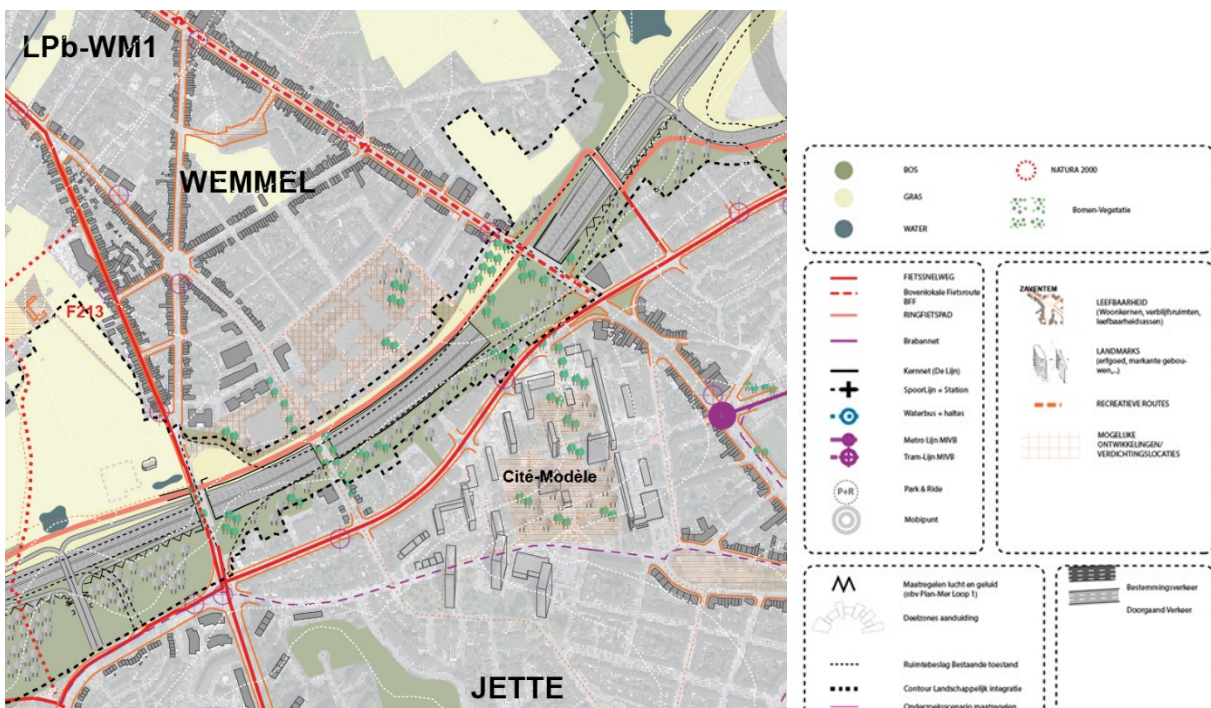 LPb-WM1
WEMMEL
F213
Cité-Modèle
JETTE
BOS
GRAS
WATER
NATURA 2000
Bomen-Vegetatie
FIETSSNELWEG
Bovenlokale Fietsroute
BFF
RINGFIETSPAD
Brabannet
Kernnet (De Lijn)
SpoorLijn + Station
Waterbus + haltes
Metro Lijn MIVB
Tram-Lijn MIVB
P+R
Park & Ride
Mobipunt
ZAVENTEM
LEEFBAARHEID
(Woonkernen, verblijfsruimten,
leefbaarheidsassen)
LANDMARKS
(erfgoed, markante gebou-
wen,..)
RECREATIEVE ROUTES
MOGELIJKE
ONTWIKKELINGEN/
VERDICHTINGSLOCATIES
Maatregelen lucht en geluid
(obv Plan-Mer Loop 1)
Deelzones aanduiding
Ruimtebeslag Bestaande toestand
Contour Landschappelijk integratie
Onderzoeksscenario maatregelen
Bestemmingsverkeer
Doorgaand Verkeer